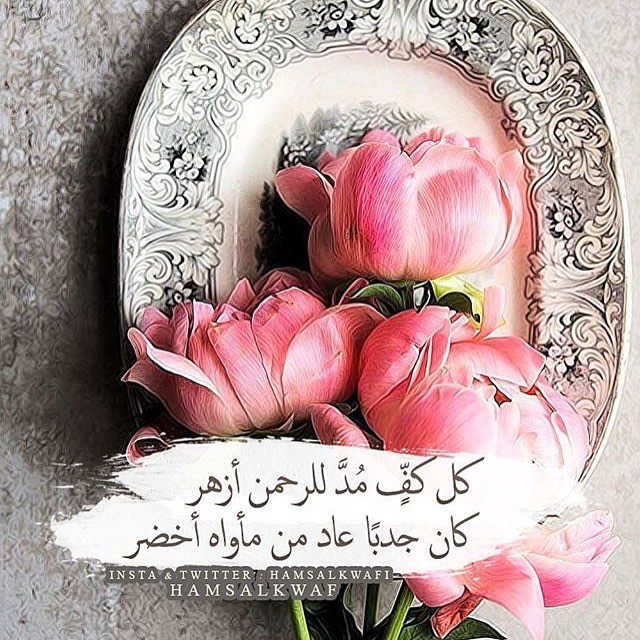 كل كفٍّ مُدَّ للرحمن أزهر
كان جدبًا عاد من مأواه أخضر
INSTA & TWITTER : HAMSALKWAFI
HAMSALKWAF